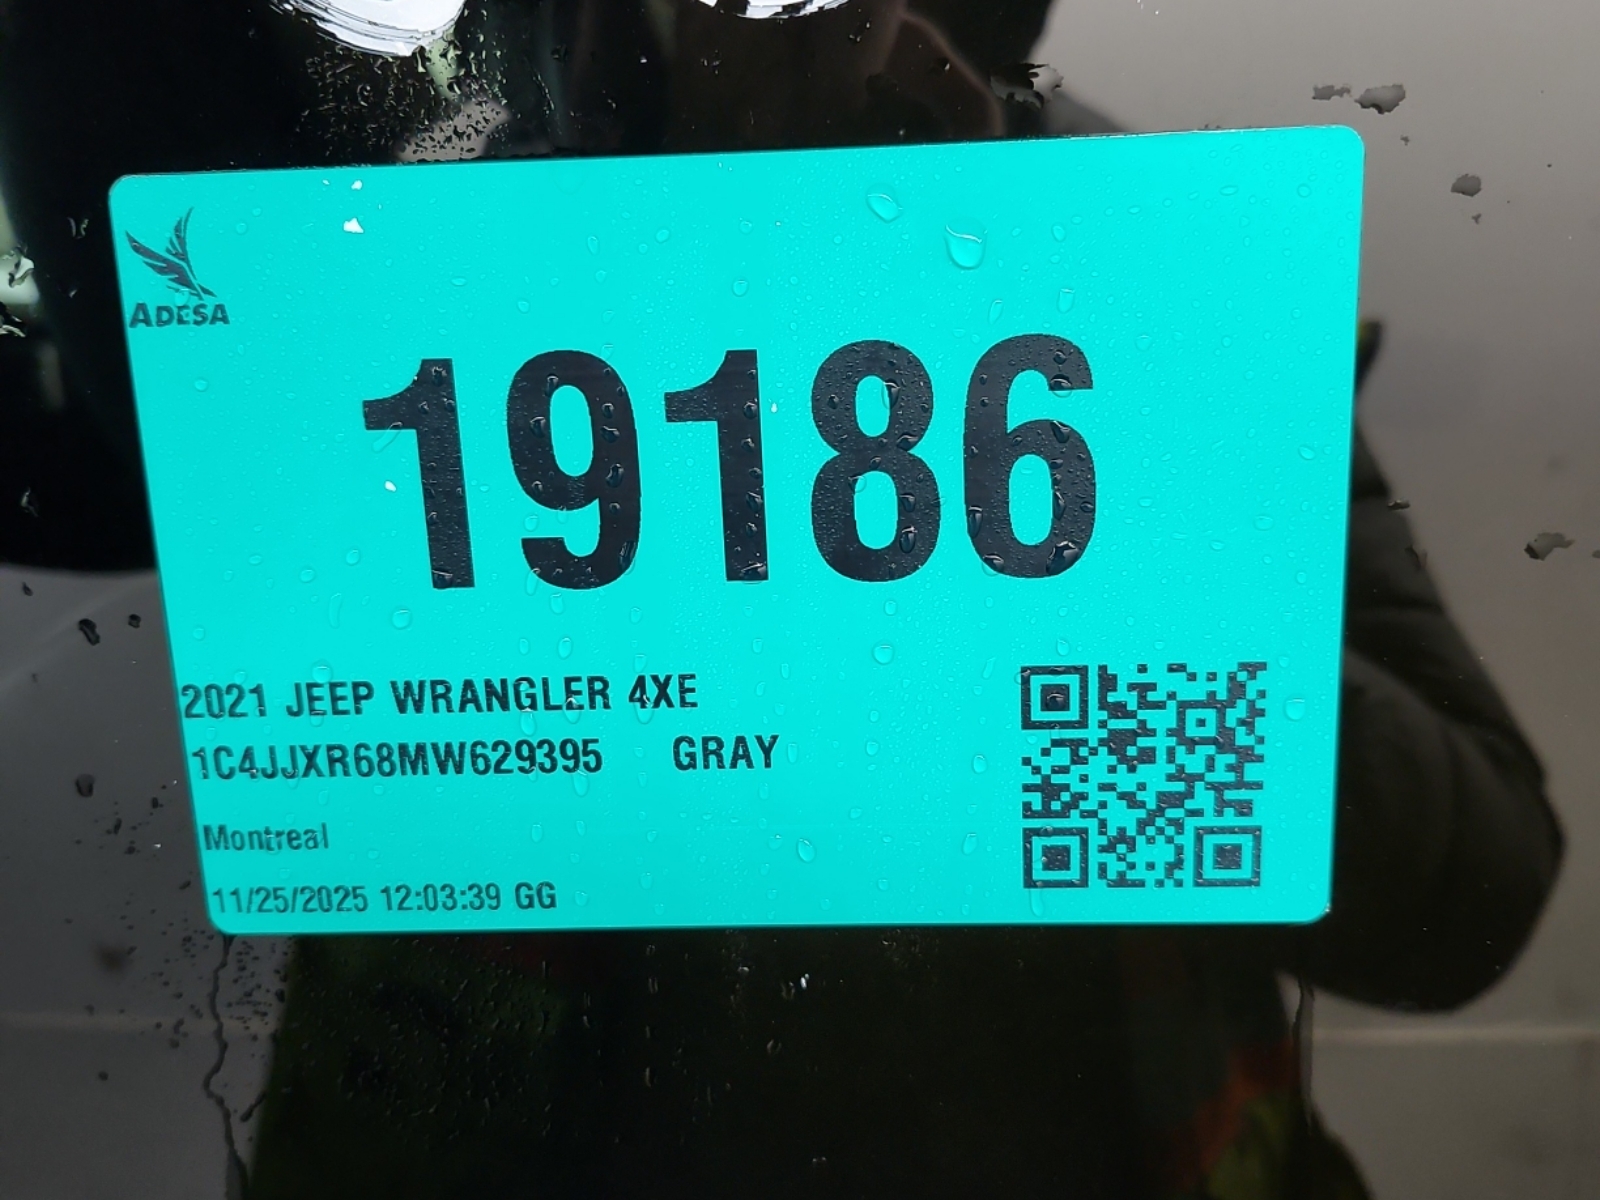 ADESA
19186
2021 JEEP WRANGLER 4XE
1C4JJXR68MW629395 GRAY
Montreal
11/25/2025 12:03:39 GG